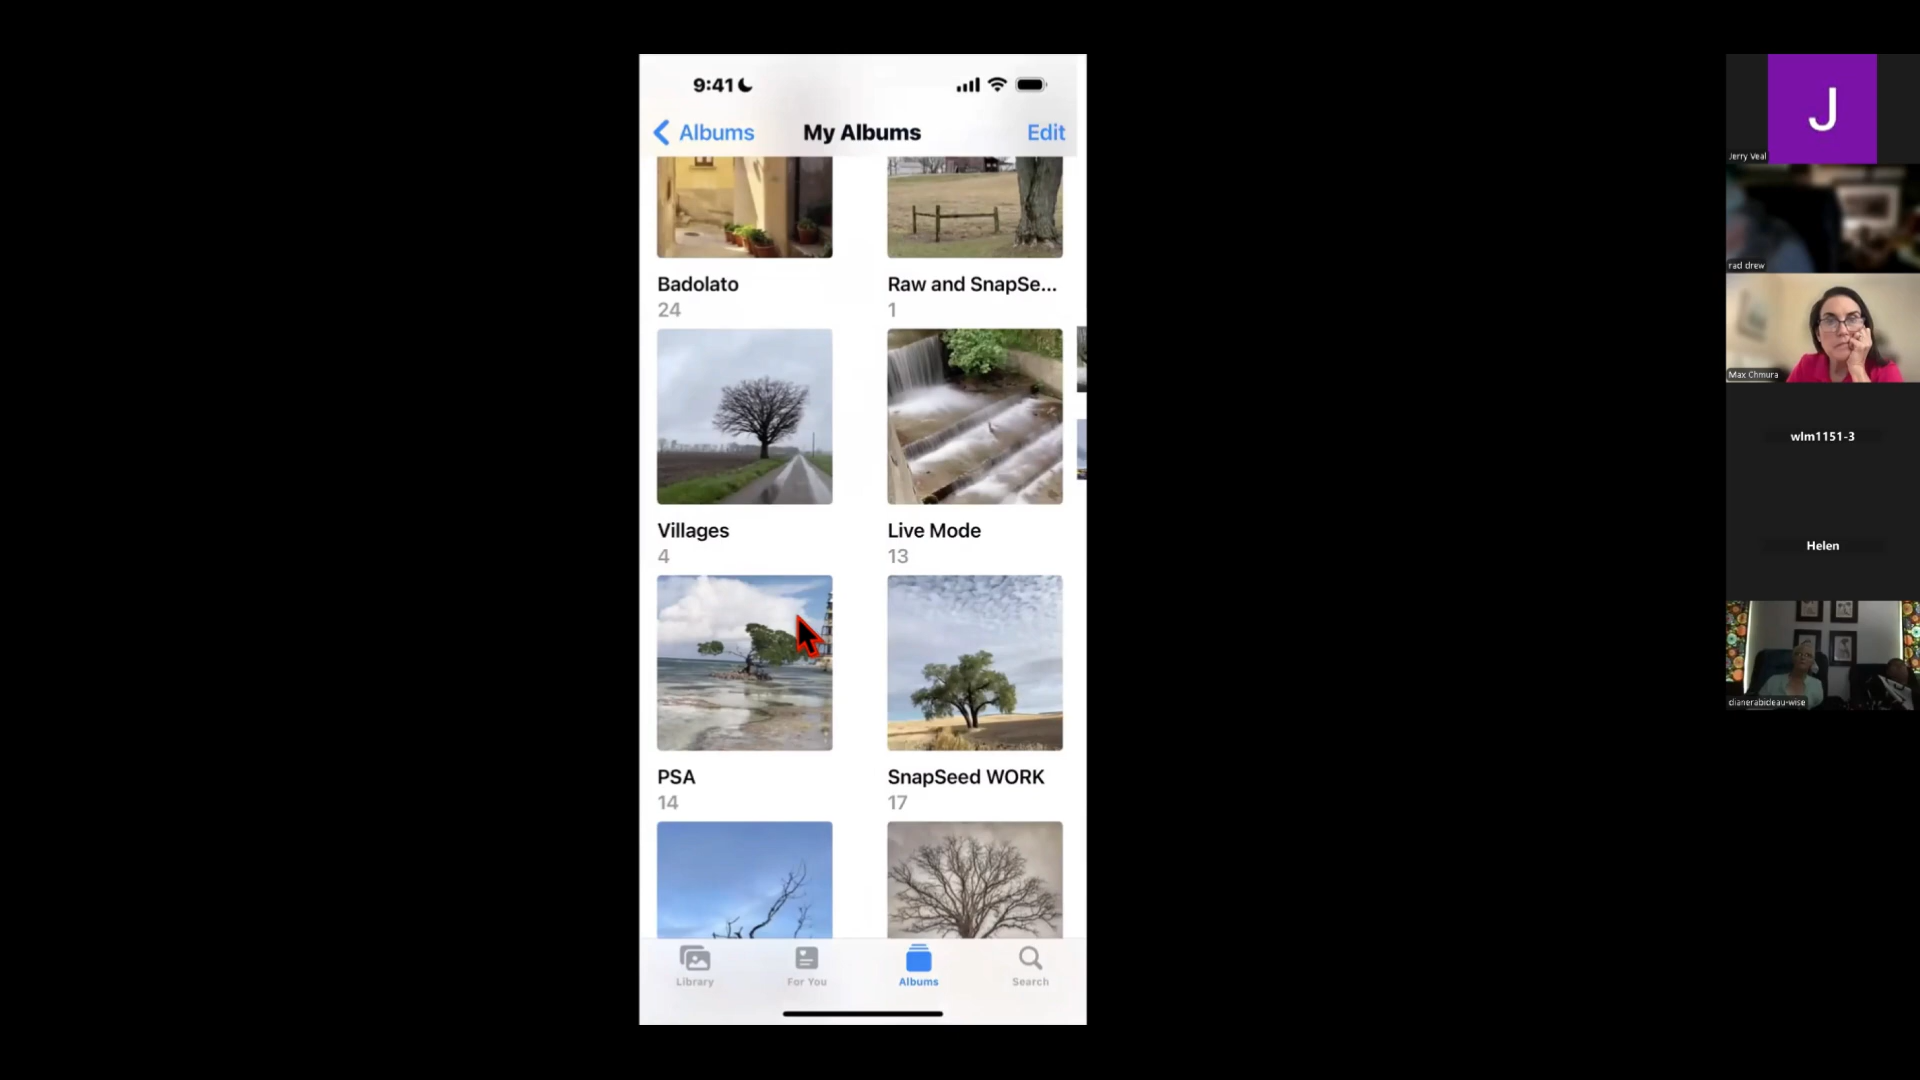 9:41
Albums
My Albums
Edit
Badolato
24
Raw and SnapSe...
1
Villages
4
Live Mode
13
PSA
14
SnapSeed WORK
17
Library
For You
Albums
Search
J
Jerry Veal
rad drew
Max Chmura
wlm1151-3
Helen
dianerabideau-wise